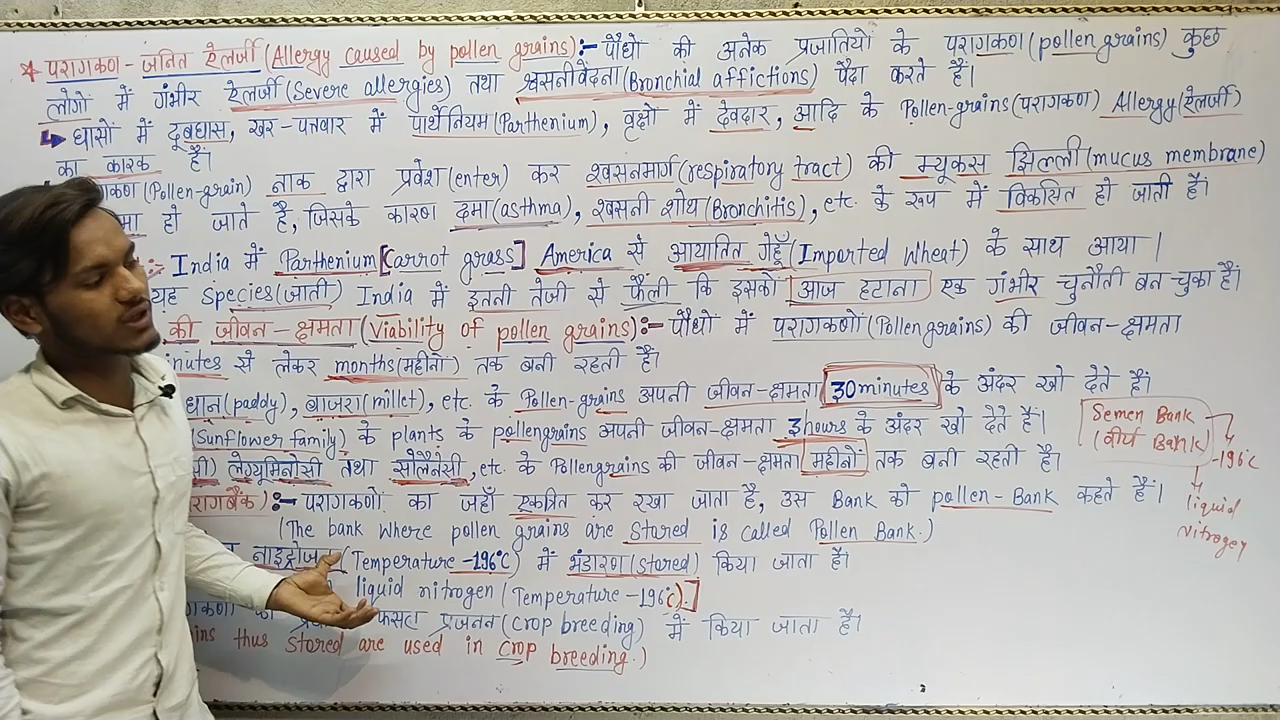 * परागकण - जनित ऐलर्जी (Allergy caused by pollen grains) :- पौधो की अनेक प्रजातियों के परागकण (pollen grains) कुछ
लोगों में गंभीर ऐलर्जी (Severe allergies) तथा श्वसनीवेदना (Bronchial affictions) पैदा करते हैं।
↳ घासों में दूबघास, खर-पतवार में पार्थेनियम (Parthenium), वृक्षों में देवदार, आदि के Pollen-grains (परागकण) Allergy (ऐलर्जी)
का कारक हैं।
गकण (Pollen-grain) नाक द्वारा प्रवेश (enter) कर श्वसनमार्ग (respiratory tract) की म्यूकस झिल्ली (mucus membrane)
मा हो जाते है, जिसके कारण दमा (asthma), श्वसनी शोथ (Bronchitis), etc. के रूप में विकसित हो जाती हैं।
:- India में Parthenium [Carrot grass] America से आयातित गेहूँ (Imported Wheat) के साथ आया |
यह species (जाती) India में इतनी तेजी से फैली कि इसको आज हटाना एक गंभीर चुनौती बन चुका है।
की जीवन-क्षमता (Viability of pollen grains) :- पौधों में परागकणों (Pollen grains) की जीवन-क्षमता
nutes से लेकर months (महीनो) तक बनी रहती हैं।
धान (paddy), बाजरा (millet), etc. के Pollen-grains अपनी जीवन-क्षमता 30 minutes के अंदर खो देते हैं।
(Sunflower family) के plants के pollengrains अपनी जीवन-क्षमता 3 hours के अंदर खो देते हैं।
लेग्यूमिनोसी तथा सोलैनेसी, etc. के Pollengrains की जीवन-क्षमता महीनों तक बनी रहती है।
Semen Bank
(वीर्य Bank)
-196°C
liquid
Nitrogey
रागबैंक) :- परागकणों का जहाँ एकत्रित कर रखा जाता है, उस Bank को pollen-Bank कहते हैं।
(The bank where pollen grains are stored is called Pollen Bank.)
नाइट्रोजन (Temperature -196°C) में भंडारण (stored) किया जाता है।
liquid nitrogen (Temperature -196°C).]
फसल प्रजनन (Crop breeding) में किया जाता है।
ins thus stored are used in crop breeding.)